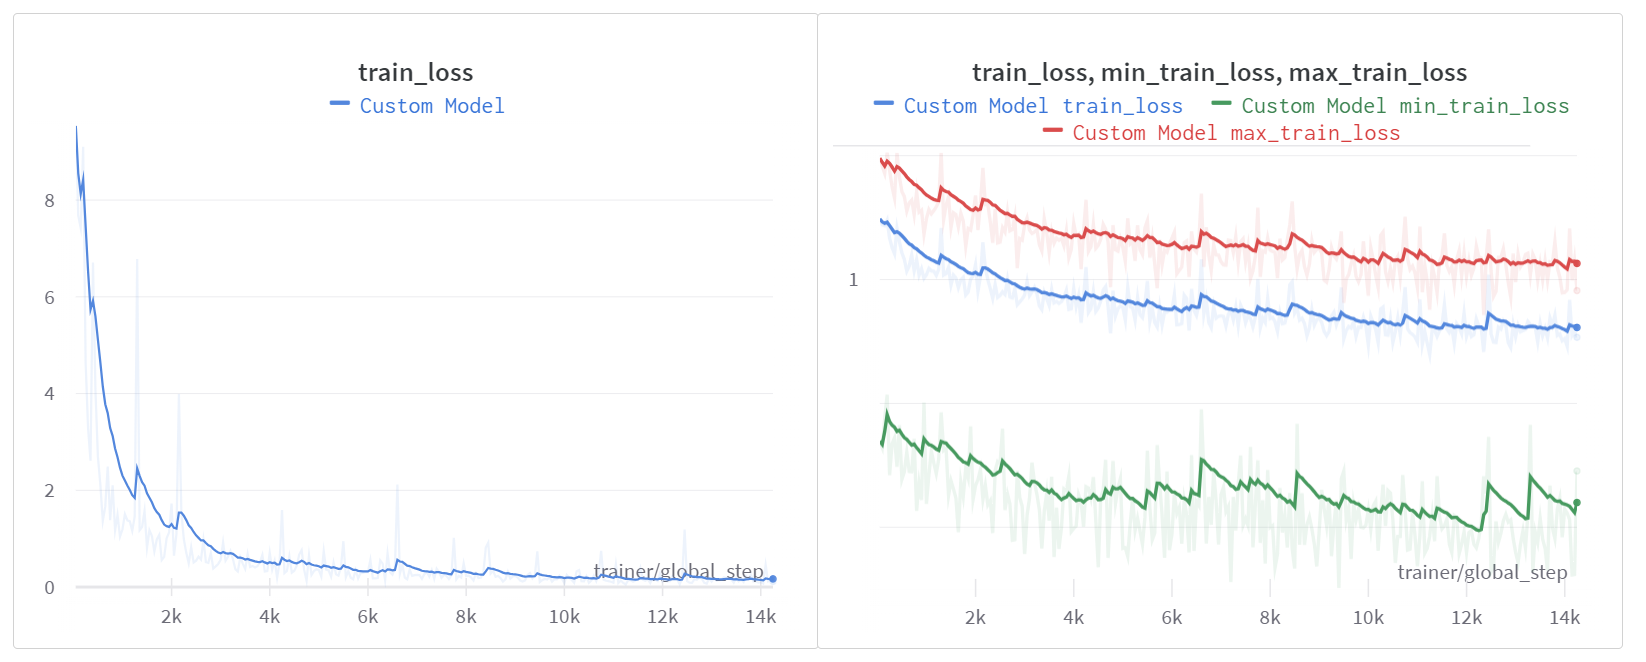 train_loss
Custom Model
8
6
4
2
0
trainer/global_step
2k
4k
6k
8k
10k
12k
14k
train_loss, min_train_loss, max_train_loss
Custom Model train_loss
Custom Model min_train_loss
Custom Model max_train_loss
1
trainer/global_step
2k
4k
6k
8k
10k
12k
14k